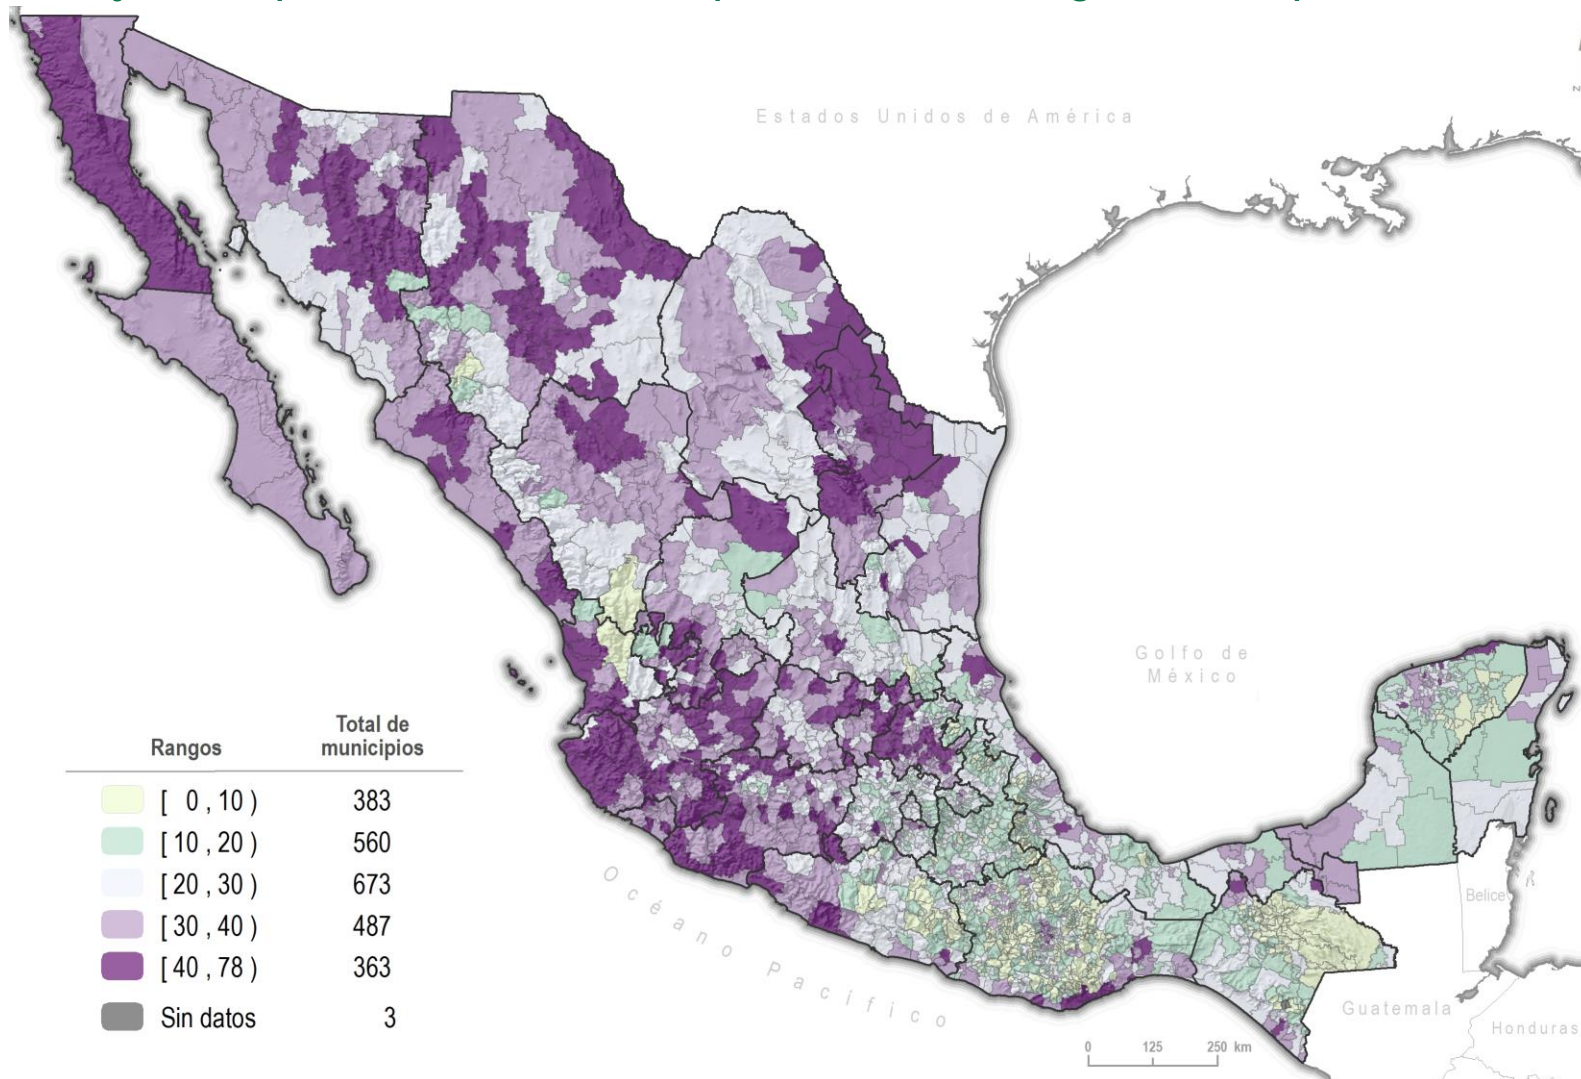 Estados Unidos de América
Golfo de
México
Rangos
Total de
municipios
[ 0 , 10 ) 383
[ 10 , 20 ) 560
[ 20 , 30 ) 673
[ 30 , 40 ) 487
[ 40 , 78 ) 363
Sin datos 3
Océano Pacífico
Belice
Guatemala
Honduras
0 125 250 km